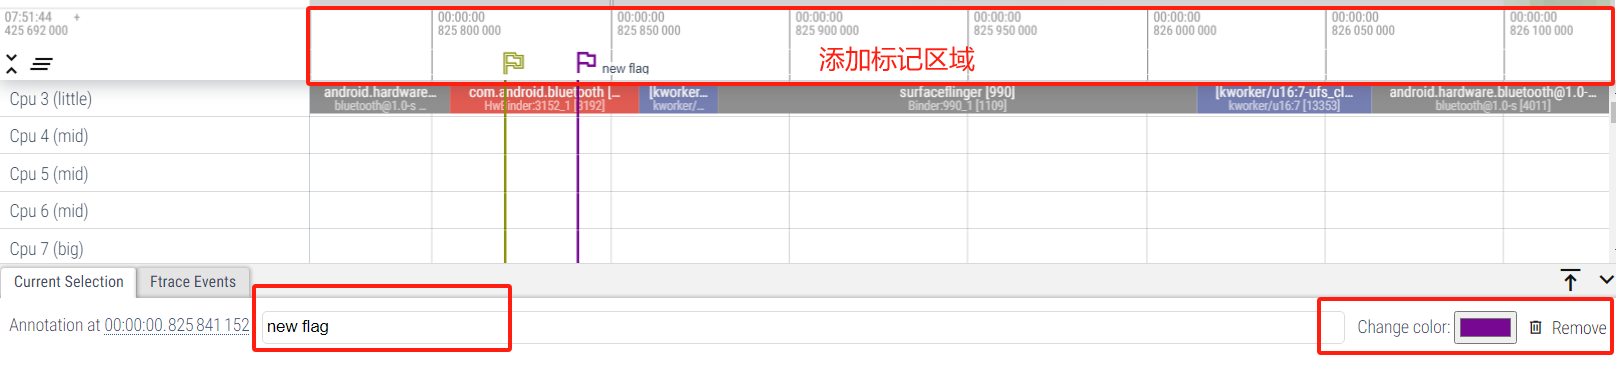 07:51:44 +
425 692 000
00:00:00 00:00:00 00:00:00 00:00:00 00:00:00 00:00:00 00:00:00
825 800 000 825 850 000 825 900 000 825 950 000 826 000 000 826 050 000 826 100 000
添加标记区域
new flag
Cpu 3 (little)
android.hardware... com.android.bluetooth [... [kworker... surfaceflinger [990] [kworker/u16:7-ufs_cl... android.hardware.bluetooth@1.0-...
bluetooth@1.0-s ... HwBinder:3152_1 [3192] kworker/... Binder:990_1 [1109] kworker/u16:7 [13353] bluetooth@1.0-s [4011]
Cpu 4 (mid)
Cpu 5 (mid)
Cpu 6 (mid)
Cpu 7 (big)
Current Selection Ftrace Events
Annotation at 00:00:00.825 841 152 new flag Change color: Remove